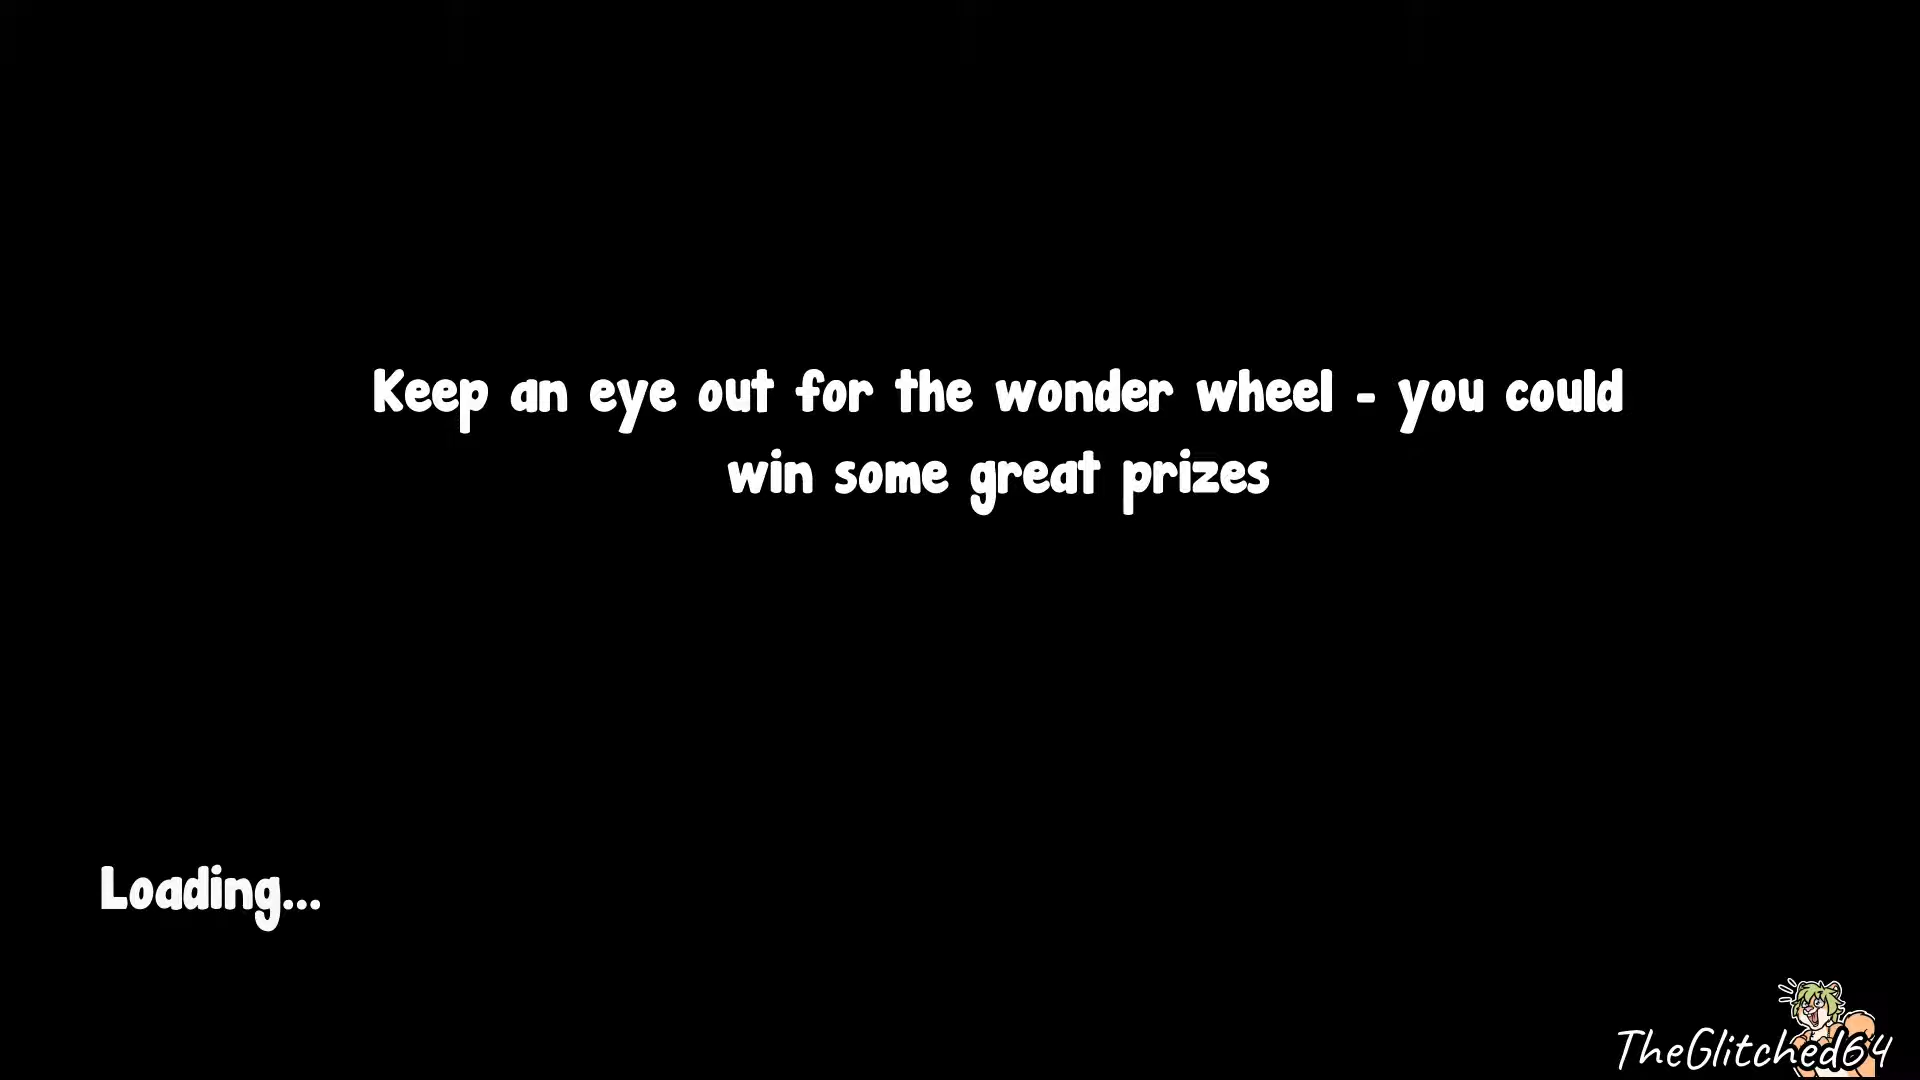 Keep an eye out for the wonder wheel - you could
win some great prizes
Loading...
TheGlitched64